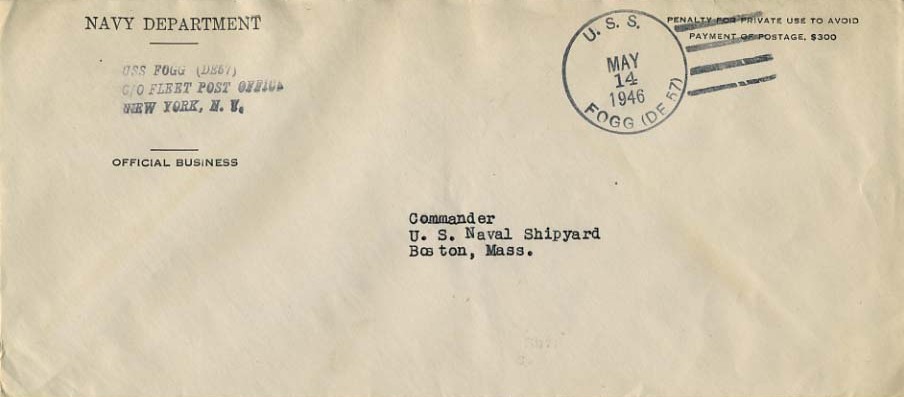 NAVY DEPARTMENT
USS FOGG (DE57)
C/O FLEET POST OFFICE
NEW YORK, N. Y.
OFFICIAL BUSINESS
U. S. S.
MAY
14
1946
FOGG (DE 57)
PENALTY FOR PRIVATE USE TO AVOID
PAYMENT OF POSTAGE, $300
Commander
U. S. Naval Shipyard
Boston, Mass.